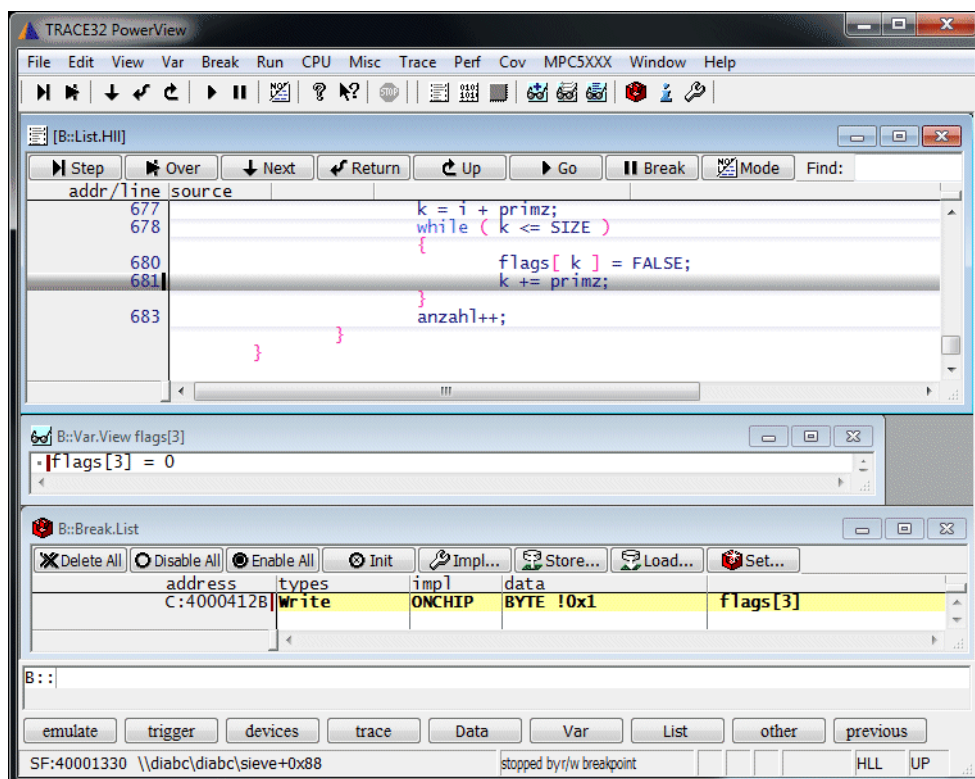 TRACE32 PowerView
File Edit View Var Break Run CPU Misc Trace Perf Cov MPC5XXX Window Help
[B::List.Hll]
Step Over Next Return Up Go Break Mode Find:
addr/line source
677 k = i + primz;
678 while ( k <= SIZE )
{
680 flags[ k ] = FALSE;
681 k += primz;
}
683 anzahl++;
}
}
B::Var.View flags[3]
flags[3] = 0
B::Break.List
Delete All Disable All Enable All Init Impl... Store... Load... Set...
address types impl data
C:4000412B Write ONCHIP BYTE !0x1 flags[3]
B::
emulate trigger devices trace Data Var List other previous
SF:40001330 \\diabc\diabc\sieve+0x88 stopped by r/w breakpoint HLL UP